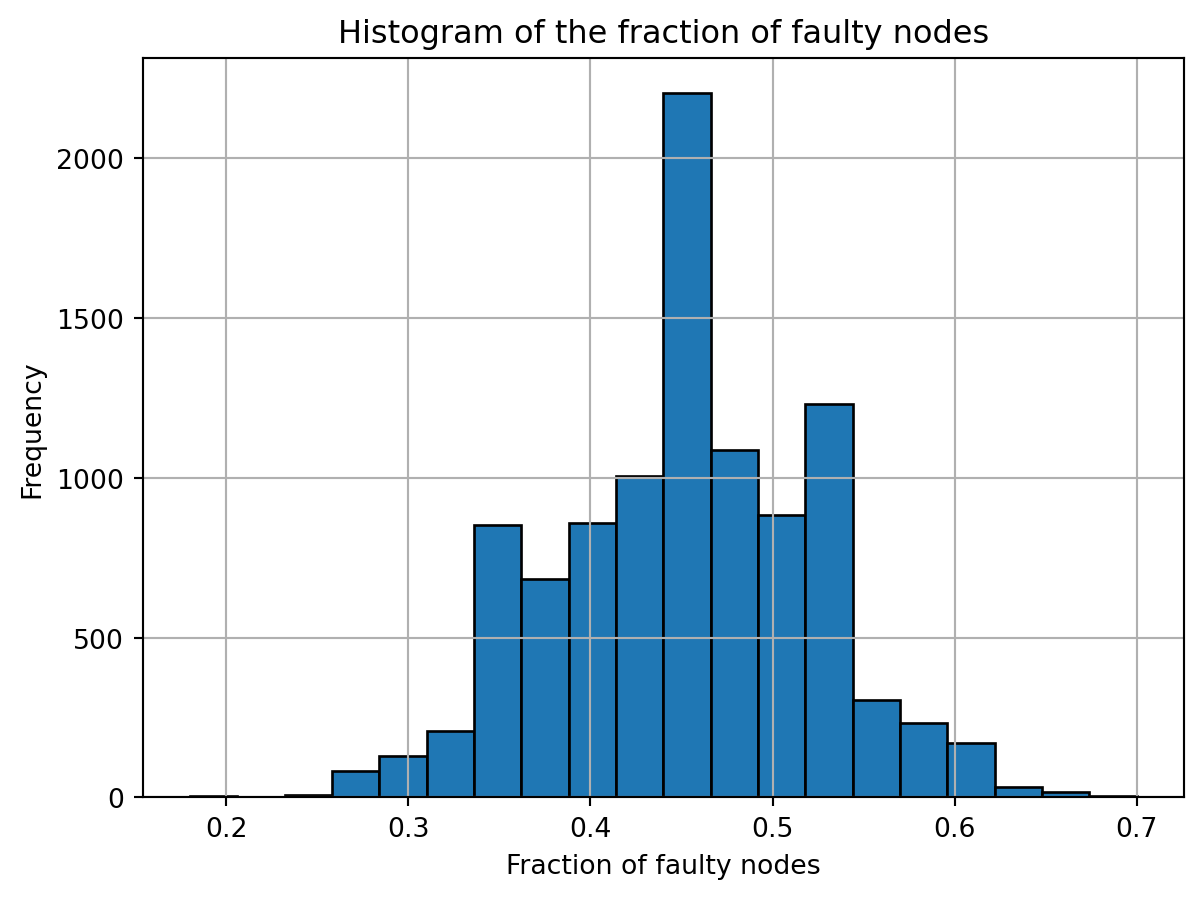 Histogram of the fraction of faulty nodes
Frequency
2000
1500
1000
500
0
0.2 0.3 0.4 0.5 0.6 0.7
Fraction of faulty nodes